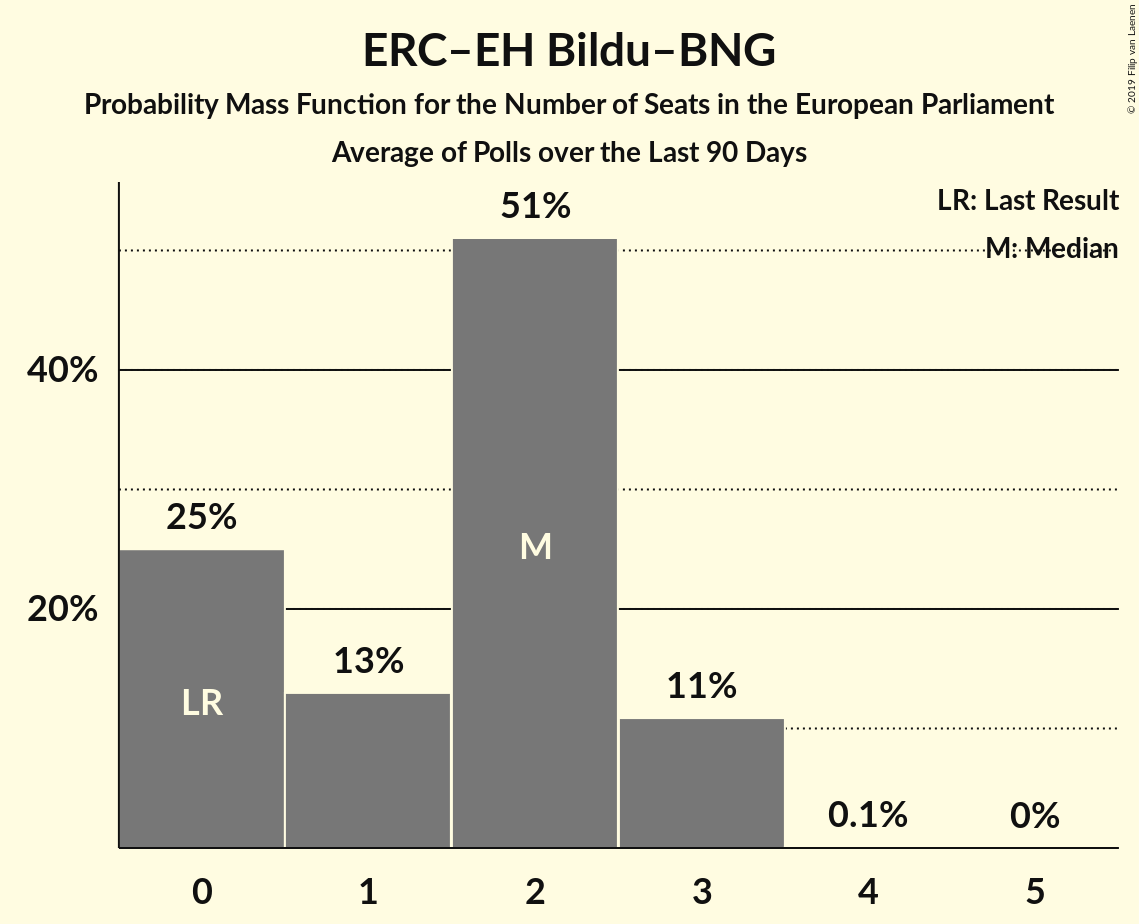 ERC–EH Bildu–BNG
Probability Mass Function for the Number of Seats in the European Parliament
Average of Polls over the Last 90 Days
© 2019 Filip van Laenen
LR: Last Result
M: Median
51%
40%
25%
M
20%
13%
11%
LR
0.1%
0%
0 1 2 3 4 5